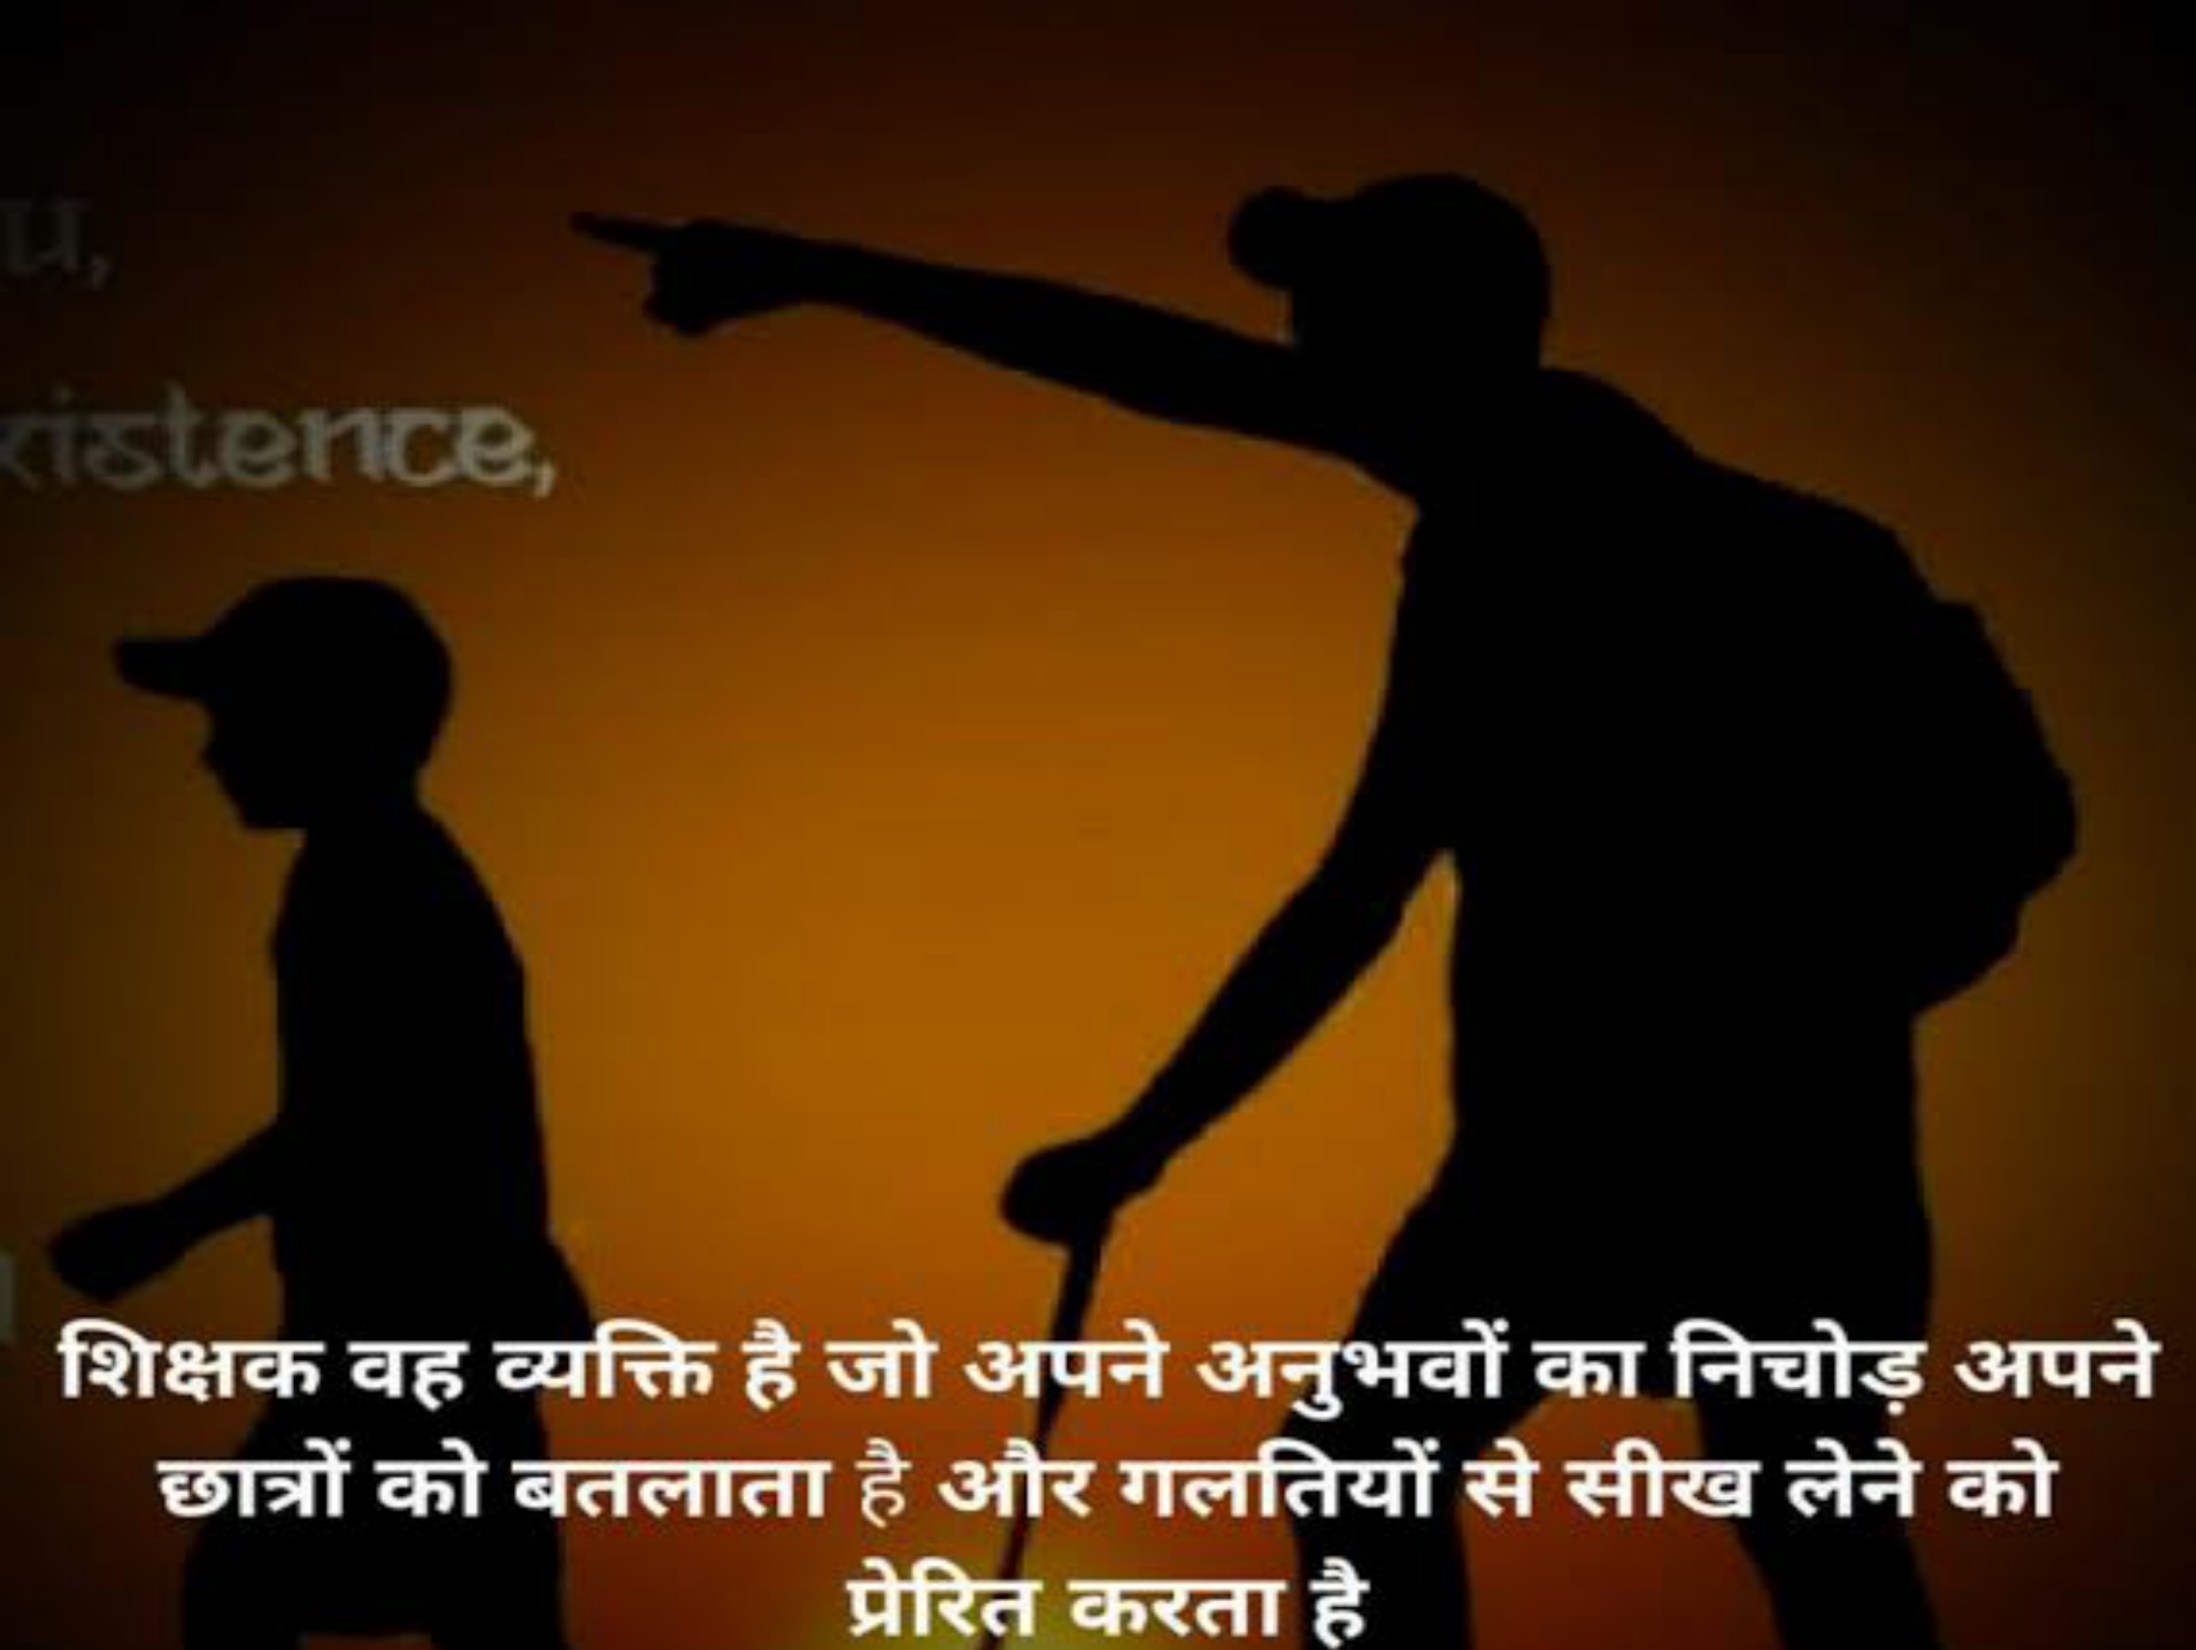 शिक्षक वह व्यक्ति है जो अपने अनुभवों का निचोड़ अपने
छात्रों को बतलाता है और गलतियों से सीख लेने को
प्रेरित करता है